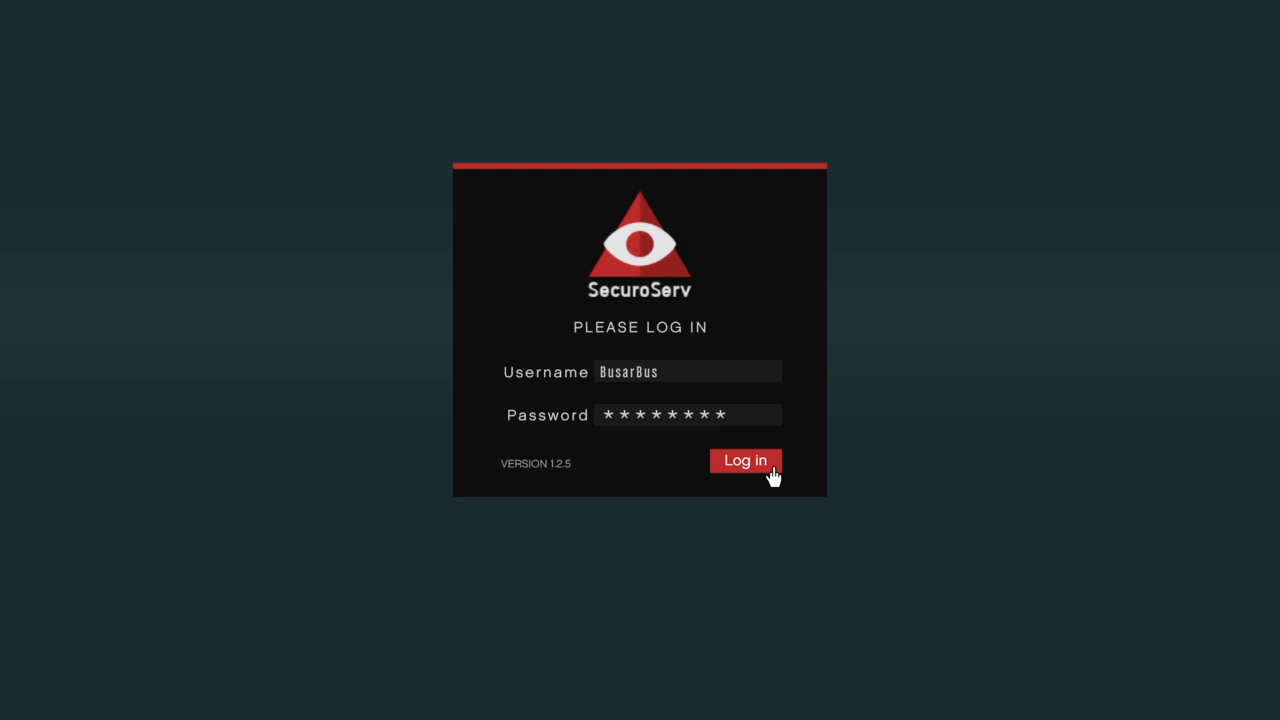 SecuroServ
PLEASE LOG IN
Username BusarBus
Password ********
VERSION 1.2.5 Log in